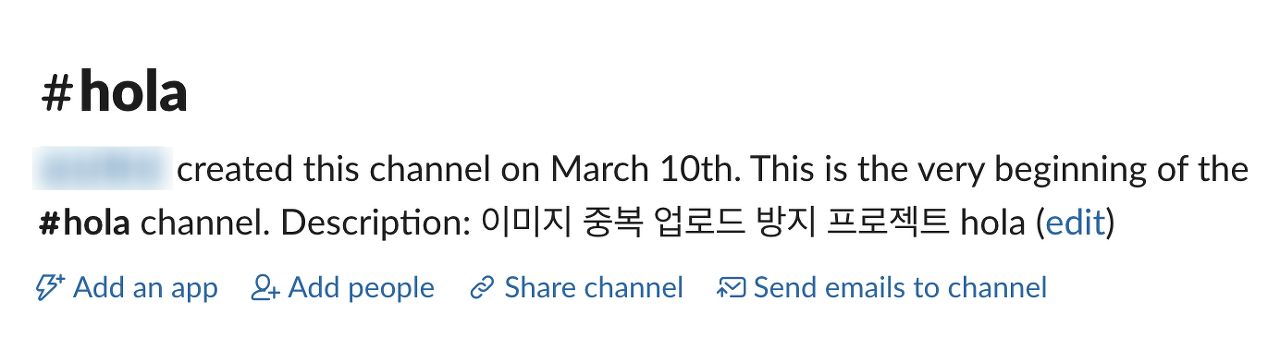 #hola
created this channel on March 10th. This is the very beginning of the
#hola channel. Description: 이미지 중복 업로드 방지 프로젝트 hola (edit)
Add an app Add people Share channel Send emails to channel